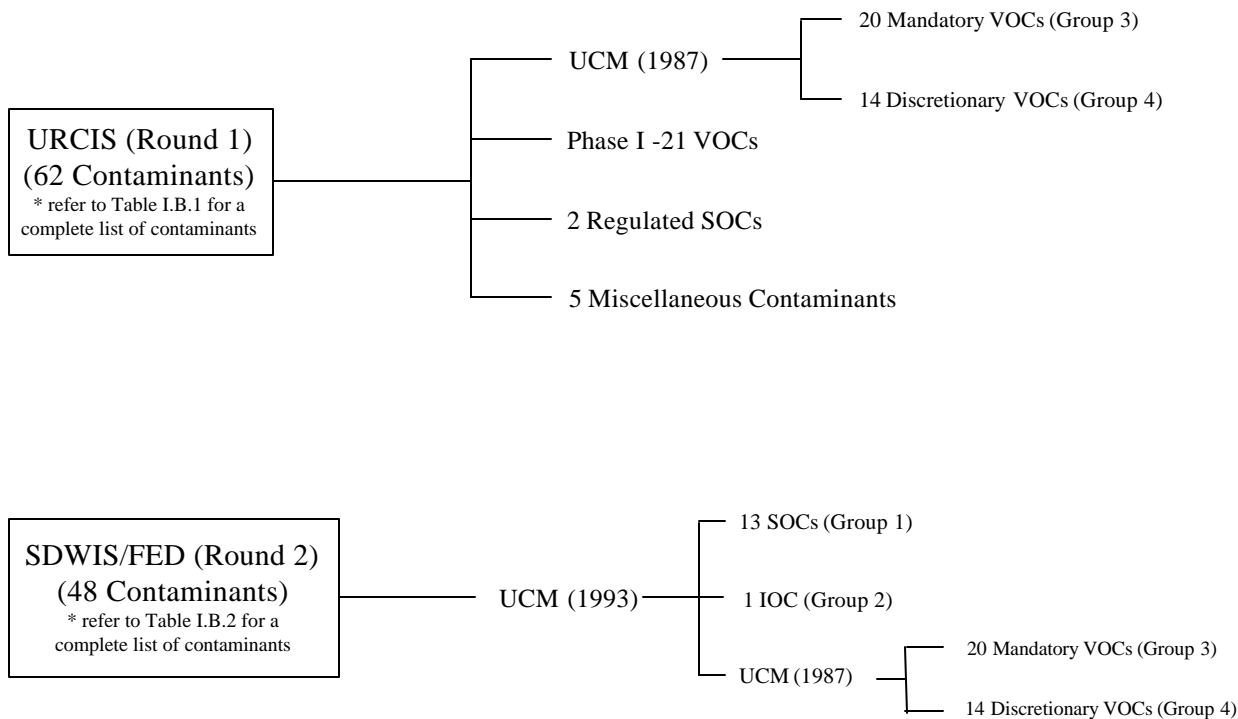 URCIS (Round 1)
(62 Contaminants)
* refer to Table I.B.1 for a
complete list of contaminants
UCM (1987)
20 Mandatory VOCs (Group 3)
14 Discretionary VOCs (Group 4)
Phase I -21 VOCs
2 Regulated SOCs
5 Miscellaneous Contaminants
SDWIS/FED (Round 2)
(48 Contaminants)
* refer to Table I.B.2 for a
complete list of contaminants
UCM (1993)
13 SOCs (Group 1)
1 IOC (Group 2)
UCM (1987)
20 Mandatory VOCs (Group 3)
14 Discretionary VOCs (Group 4)